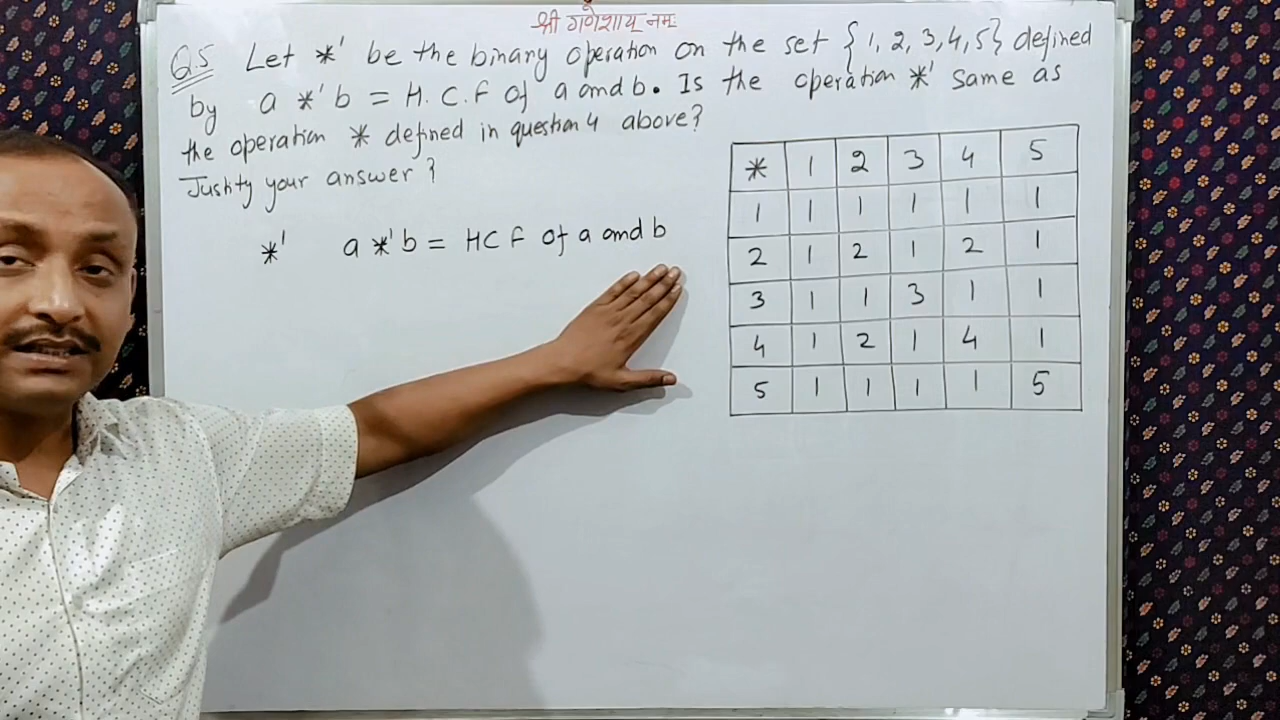 श्री गणेशाय नमः
Q.5 Let *' be the binary operation on the set {1, 2, 3, 4, 5} defined
by a *' b = H.C.F of a and b. Is the operation *' same as
the operation * defined in question 4 above?
Justify your answer?
*' a *' b = HCF of a and b
* 1 2 3 4 5
1 1 1 1 1 1
2 1 2 1 2 1
3 1 1 3 1 1
4 1 2 1 4 1
5 1 1 1 1 5